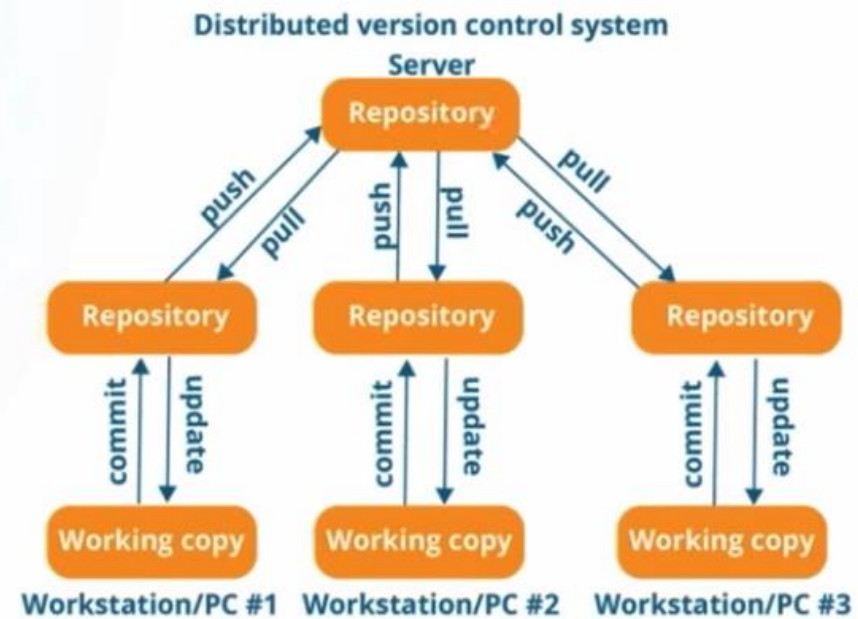 Distributed version control system
Server
Repository
push
pull
push
pull
push
pull
Repository
Repository
Repository
commit
update
commit
update
commit
update
Working copy
Working copy
Working copy
Workstation/PC #1
Workstation/PC #2
Workstation/PC #3